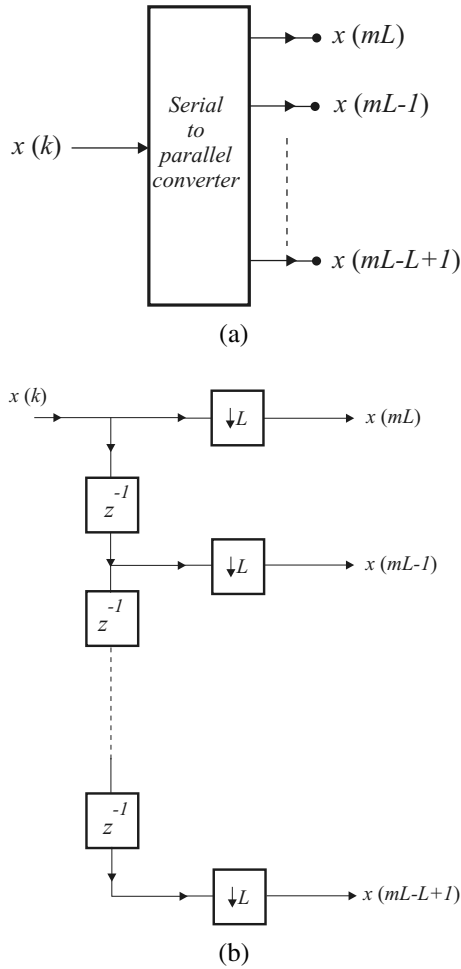 x (mL)
Serial
to
parallel
converter
x (mL-1)
x (k)
x (mL-L+1)
(a)
x (k)
↓L
x (mL)
z⁻¹
↓L
x (mL-1)
z⁻¹
z⁻¹
↓L
x (mL-L+1)
(b)